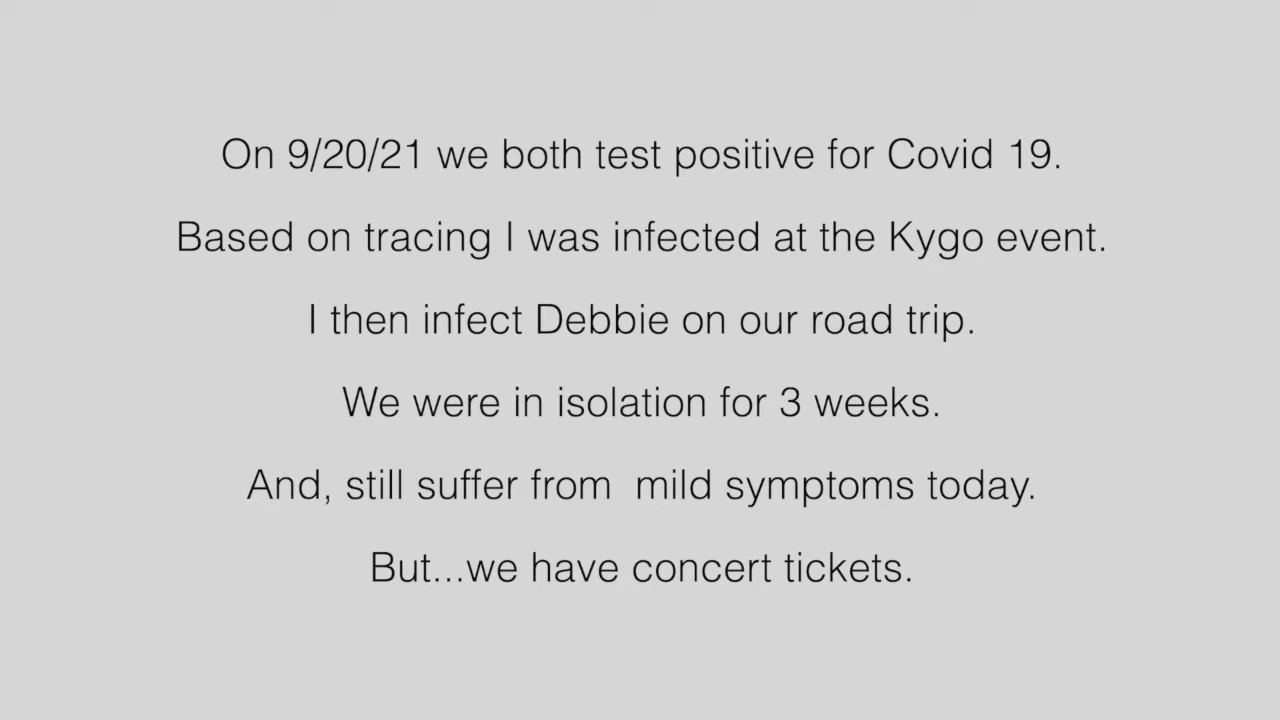 On 9/20/21 we both test positive for Covid 19.
Based on tracing I was infected at the Kygo event.
I then infect Debbie on our road trip.
We were in isolation for 3 weeks.
And, still suffer from  mild symptoms today.
But...we have concert tickets.